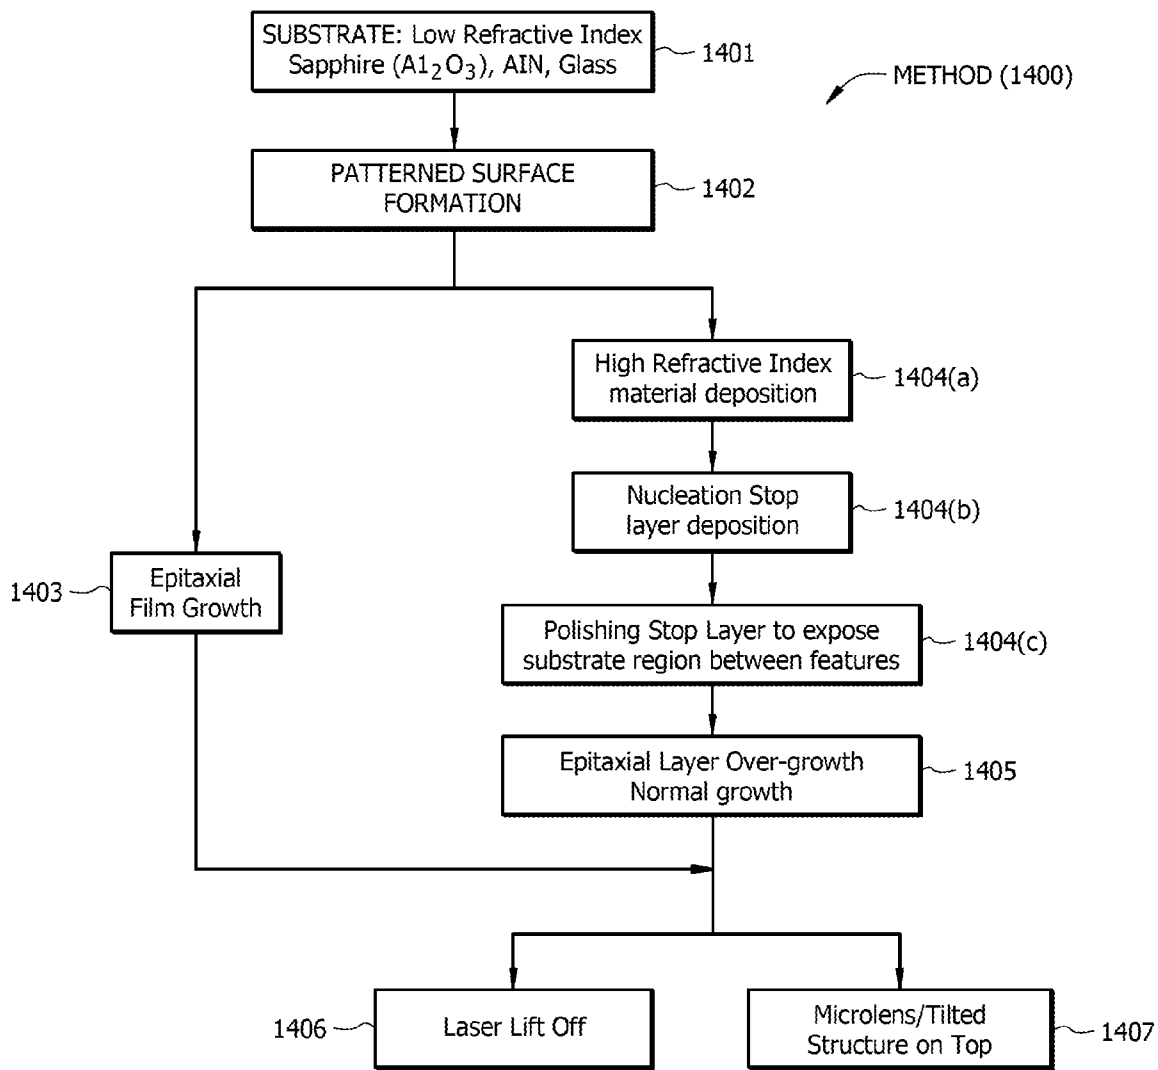 SUBSTRATE: Low Refractive Index
Sapphire (A1₂O₃), AIN, Glass
1401
METHOD (1400)
PATTERNED SURFACE
FORMATION
1402
High Refractive Index
material deposition
1404(a)
Nucleation Stop
layer deposition
1404(b)
1403
Epitaxial
Film Growth
Polishing Stop Layer to expose
substrate region between features
1404(c)
Epitaxial Layer Over-growth
Normal growth
1405
1406
Laser Lift Off
Microlens/Tilted
Structure on Top
1407